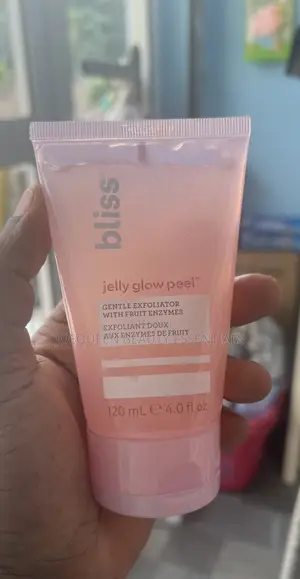 bliss
jelly glow peel™
GENTLE EXFOLIATOR
WITH FRUIT ENZYMES
EXFOLIANT DOUX
AUX ENZYMES DE FRUIT
120 mL ℮ 4.0 fl oz